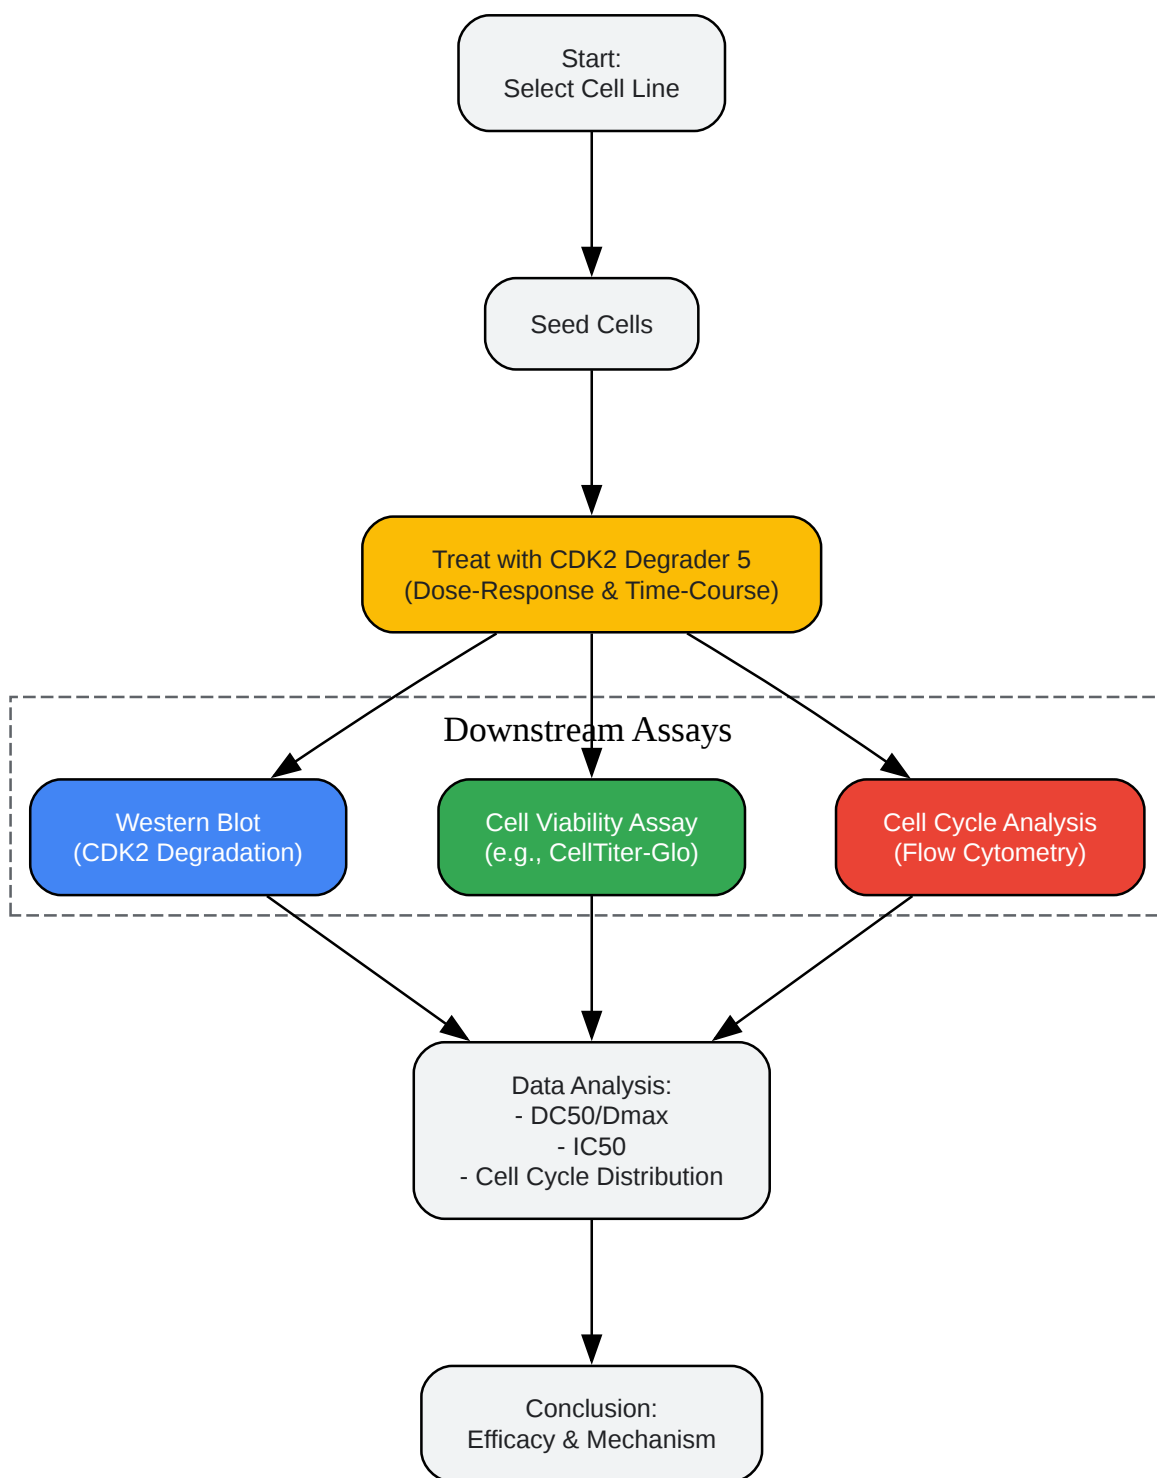 Start:
Select Cell Line
Seed Cells
Treat with CDK2 Degrader 5
(Dose-Response & Time-Course)
Downstream Assays
Western Blot
(CDK2 Degradation)
Cell Viability Assay
(e.g., CellTiter-Glo)
Cell Cycle Analysis
(Flow Cytometry)
Data Analysis:
- DC50/Dmax
- IC50
- Cell Cycle Distribution
Conclusion:
Efficacy & Mechanism